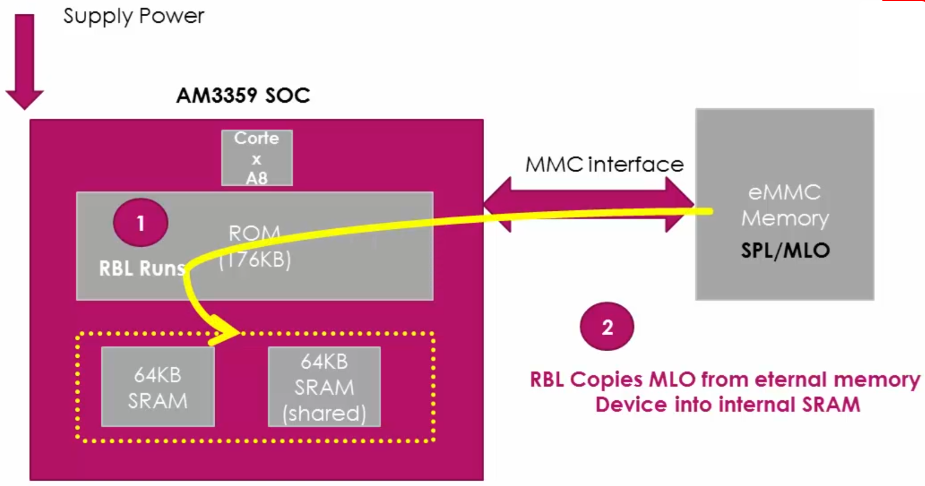 Supply Power
AM3359 SOC
Corte
x
A8
MMC interface
eMMC
Memory
SPL/MLO
1
ROM
(176KB)
RBL Runs
2
64KB
SRAM
64KB
SRAM
(shared)
RBL Copies MLO from eternal memory
Device into internal SRAM